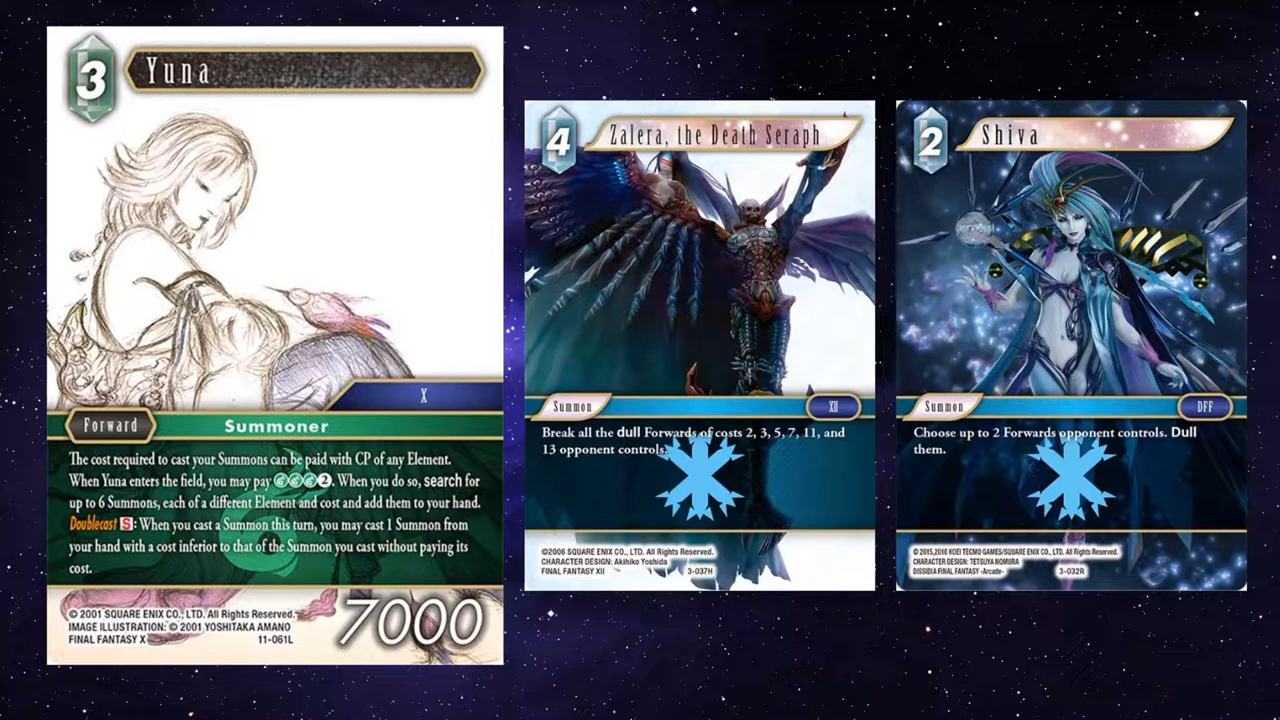 3
Yuna
X
Forward
Summoner
The cost required to cast your Summons can be paid with CP of any Element.
When Yuna enters the field, you may pay 2. When you do so, search for
up to 6 Summons, each of a different Element and cost and add them to your hand.
Doublecast S: When you cast a Summon this turn, you may cast 1 Summon from
your hand with a cost inferior to that of the Summon you cast without paying its
cost.
© 2001 SQUARE ENIX CO., LTD. All Rights Reserved.
IMAGE ILLUSTRATION: © 2001 YOSHITAKA AMANO
FINAL FANTASY X 11-061L
7000
4
Zalera, the Death Seraph
Summon
XII
Break all the dull Forwards of costs 2, 3, 5, 7, 11, and
13 opponent controls.
©2006 SQUARE ENIX CO., LTD. All Rights Reserved.
CHARACTER DESIGN: Akihiko Yoshida
FINAL FANTASY XII 3-037H
2
Shiva
Summon
DFF
Choose up to 2 Forwards opponent controls. Dull
them.
© 2015, 2016 KOEI TECMO GAMES/SQUARE ENIX CO., LTD. All Rights Reserved.
CHARACTER DESIGN: TETSUYA NOMURA
DISSIDIA FINAL FANTASY -Arcade- 3-032R